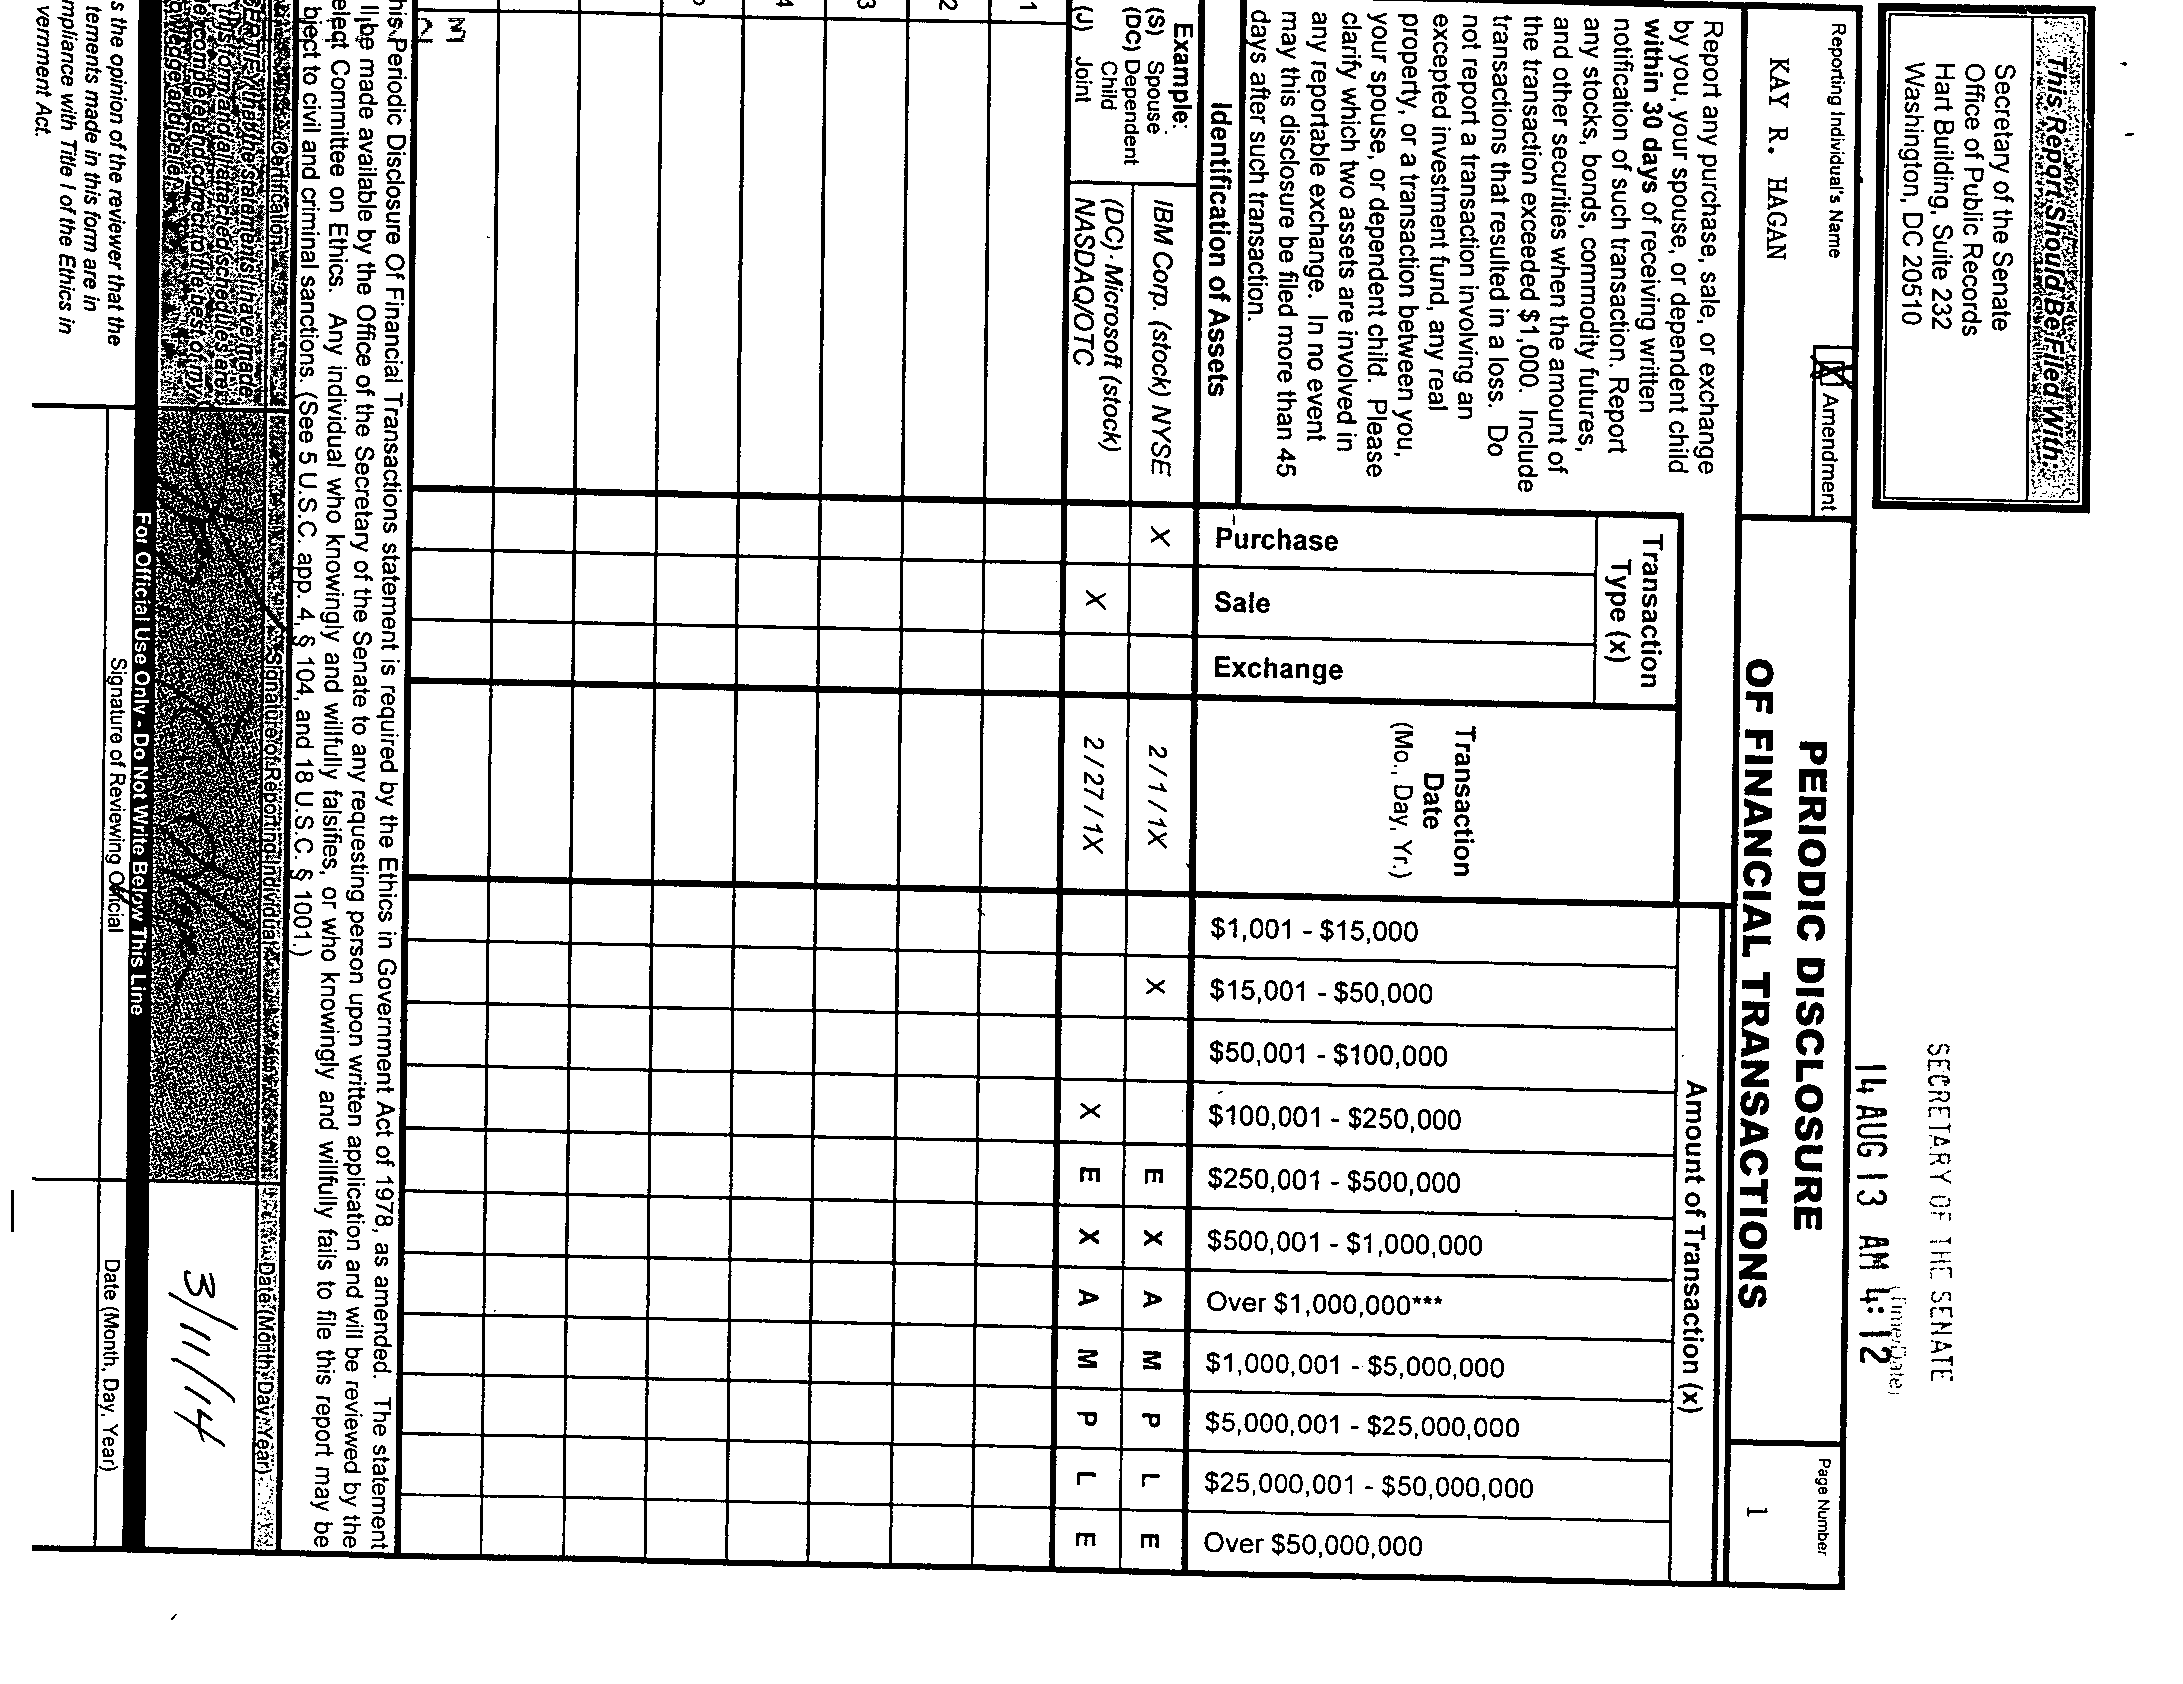 This Report Should Be Filed With:
Secretary of the Senate
Office of Public Records
Hart Building, Suite 232
Washington, DC 20510
SECRETARY OF THE SENATE
(Time/Date)
14 AUG 13 AM 4:12
Reporting Individual's Name
KAY R. HAGAN
Amendment
PERIODIC DISCLOSURE
OF FINANCIAL TRANSACTIONS
Page Number
1
Report any purchase, sale, or exchange
by you, your spouse, or dependent child
within 30 days of receiving written
notification of such transaction. Report
any stocks, bonds, commodity futures,
and other securities when the amount of
the transaction exceeded $1,000. Include
transactions that resulted in a loss. Do
not report a transaction involving an
excepted investment fund, any real
property, or a transaction between you,
your spouse, or dependent child. Please
clarify which two assets are involved in
any reportable exchange. In no event
may this disclosure be filed more than 45
days after such transaction.
Identification of Assets
Transaction
Type (x)
Purchase
Sale
Exchange
Transaction
Date
(Mo., Day, Yr.)
Amount of Transaction (x)
$1,001 - $15,000
$15,001 - $50,000
$50,001 - $100,000
$100,001 - $250,000
$250,001 - $500,000
$500,001 - $1,000,000
Over $1,000,000***
$1,000,001 - $5,000,000
$5,000,001 - $25,000,000
$25,000,001 - $50,000,000
Over $50,000,000
Example:
(S) Spouse
(DC) Dependent
Child
(J) Joint
IBM Corp. (stock) NYSE X 2/1/1X X E X A M P L E
(DC) - Microsoft (stock)
NASDAQ/OTC X 2/27/1X X E X A M P L E
1
2
3
4
his Periodic Disclosure Of Financial Transactions statement is required by the Ethics in Government Act of 1978, as amended. The statement
ll be made available by the Office of the Secretary of the Senate to any requesting person upon written application and will be reviewed by the
elect Committee on Ethics. Any individual who knowingly and willfully falsifies, or who knowingly and willfully fails to file this report may be
bject to civil and criminal sanctions. (See 5 U.S.C. app. 4, § 104, and 18 U.S.C. § 1001.)
Certification
Signature of Reporting Individual
Date (Month, Day, Year)
CERTIFY that the statements I have made
this form and all attached schedules are
e, complete and correct to the best of my
owledge and belief.
3/11/14
For Official Use Only - Do Not Write Below This Line
s the opinion of the reviewer that the
tements made in this form are in
mpliance with Title I of the Ethics in
vernment Act.
Signature of Reviewing Official
Date (Month, Day, Year)